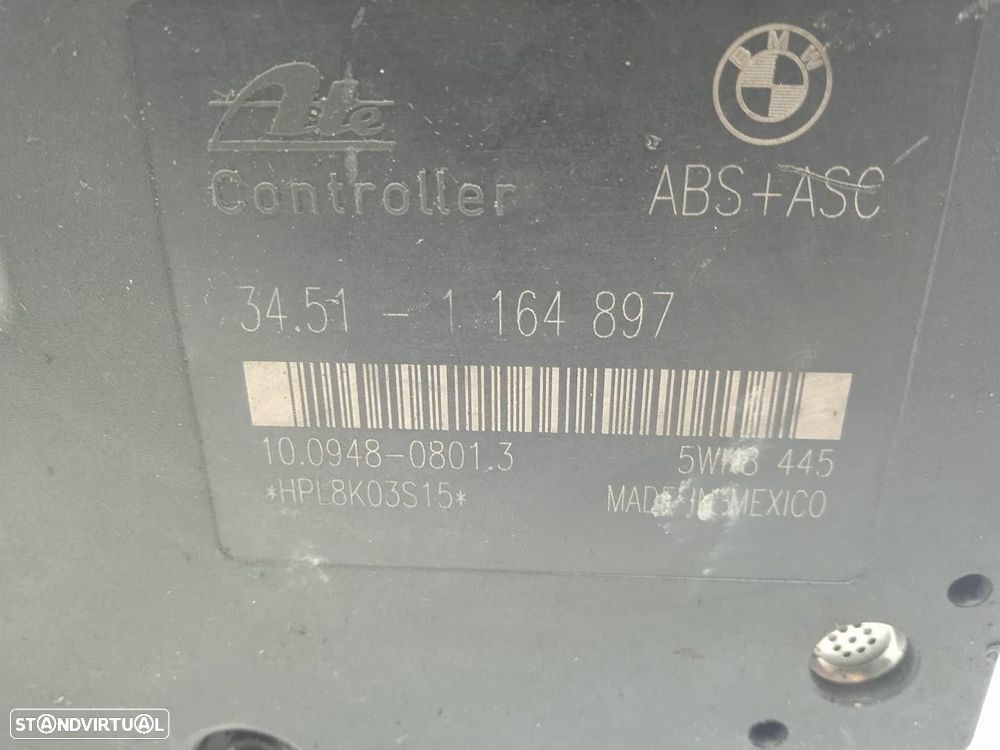 BMW
Ate
Controller
ABS+ASC
34.51 - 1 164 897
10.0948-0801.3
445
*HPL8K03S15*
MADE IN MEXICO
STANDVIRTUAL